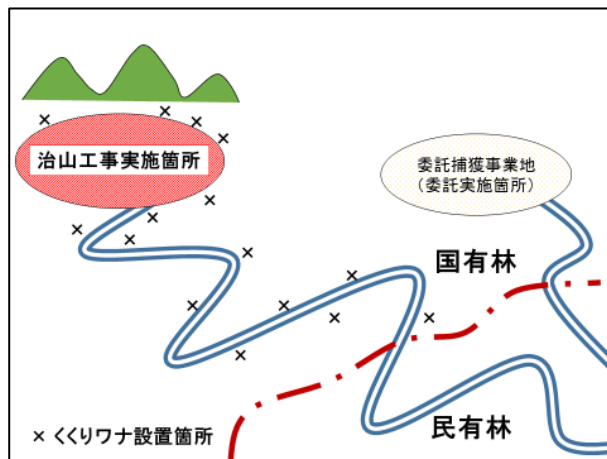 治山工事実施箇所
委託捕獲事業地
（委託実施箇所）
国有林
民有林
× くくりワナ設置箇所